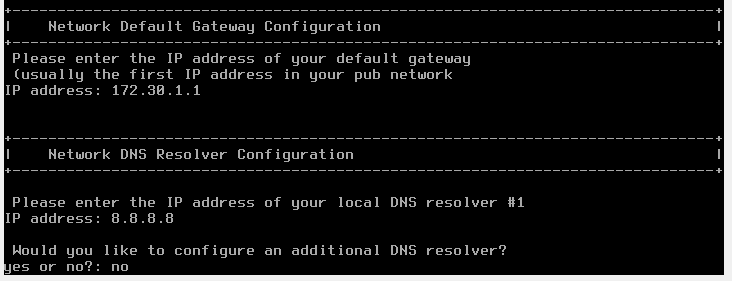 +------------------------------------------------------------------------------------------+
|    Network Default Gateway Configuration                                                 |
+------------------------------------------------------------------------------------------+
Please enter the IP address of your default gateway
(usually the first IP address in your pub network
IP address: 172.30.1.1
+------------------------------------------------------------------------------------------+
|    Network DNS Resolver Configuration                                                    |
+------------------------------------------------------------------------------------------+
Please enter the IP address of your local DNS resolver #1
IP address: 8.8.8.8
Would you like to configure an additional DNS resolver?
yes or no?: no